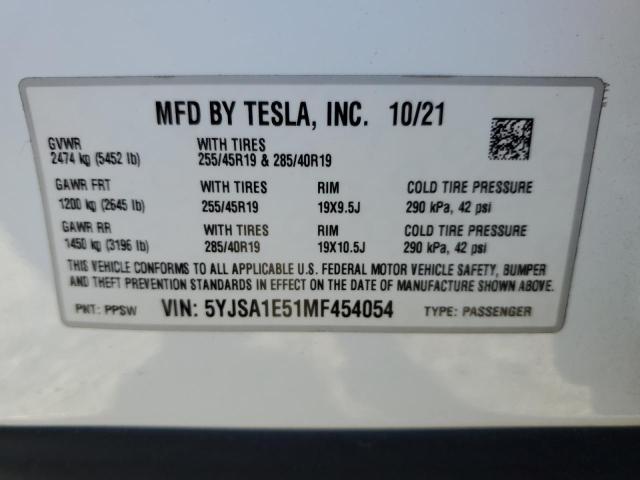 MFD BY TESLA, INC. 10/21
GVWR WITH TIRES
2474 kg (5452 lb) 255/45R19 & 285/40R19
GAWR FRT WITH TIRES RIM COLD TIRE PRESSURE
1200 kg (2645 lb) 255/45R19 19X9.5J 290 kPa, 42 psi
GAWR RR WITH TIRES RIM COLD TIRE PRESSURE
1450 kg (3196 lb) 285/40R19 19X10.5J 290 kPa, 42 psi
THIS VEHICLE CONFORMS TO ALL APPLICABLE U.S. FEDERAL MOTOR VEHICLE SAFETY, BUMPER
AND THEFT PREVENTION STANDARDS IN EFFECT ON THE DATE OF MANUFACTURE SHOWN ABOVE.
PNT: PPSW VIN: 5YJSA1E51MF454054 TYPE: PASSENGER